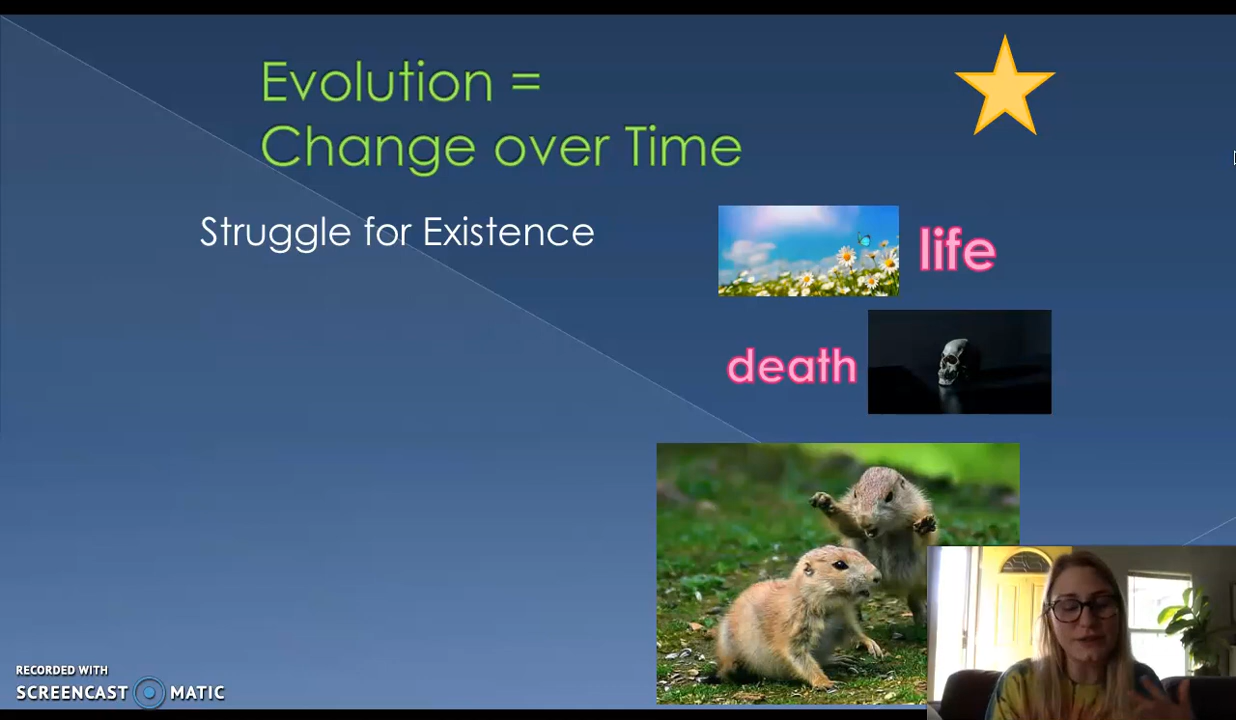 Evolution =
Change over Time
Struggle for Existence
life
death
RECORDED WITH
SCREENCAST MATIC